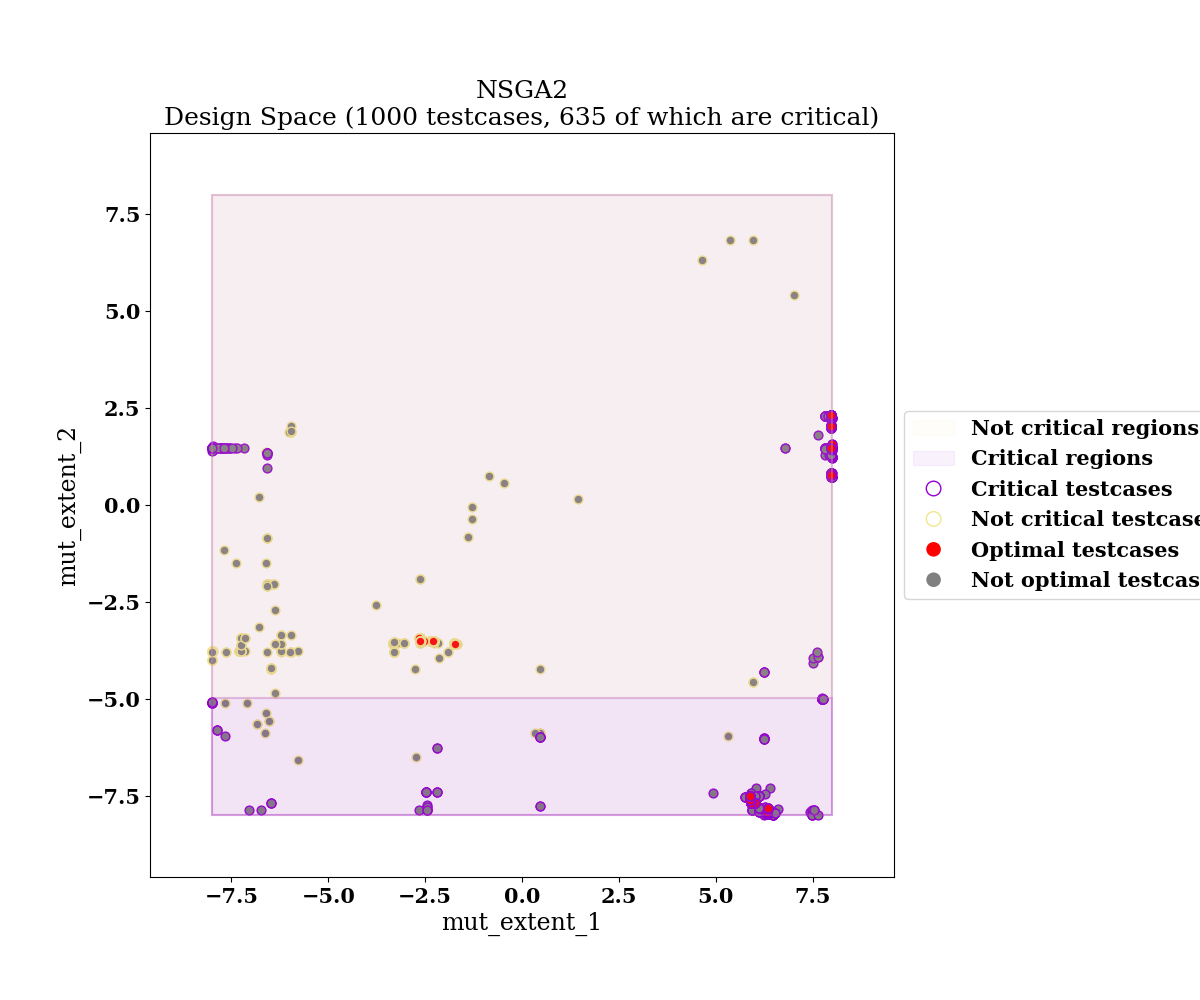 NSGA2
Design Space (1000 testcases, 635 of which are critical)
mut_extent_2
7.5
5.0
2.5
0.0
−2.5
−5.0
−7.5
−7.5
−5.0
−2.5
0.0
2.5
5.0
7.5
mut_extent_1
Not critical regions
Critical regions
Critical testcases
Not critical testcase
Optimal testcases
Not optimal testcas